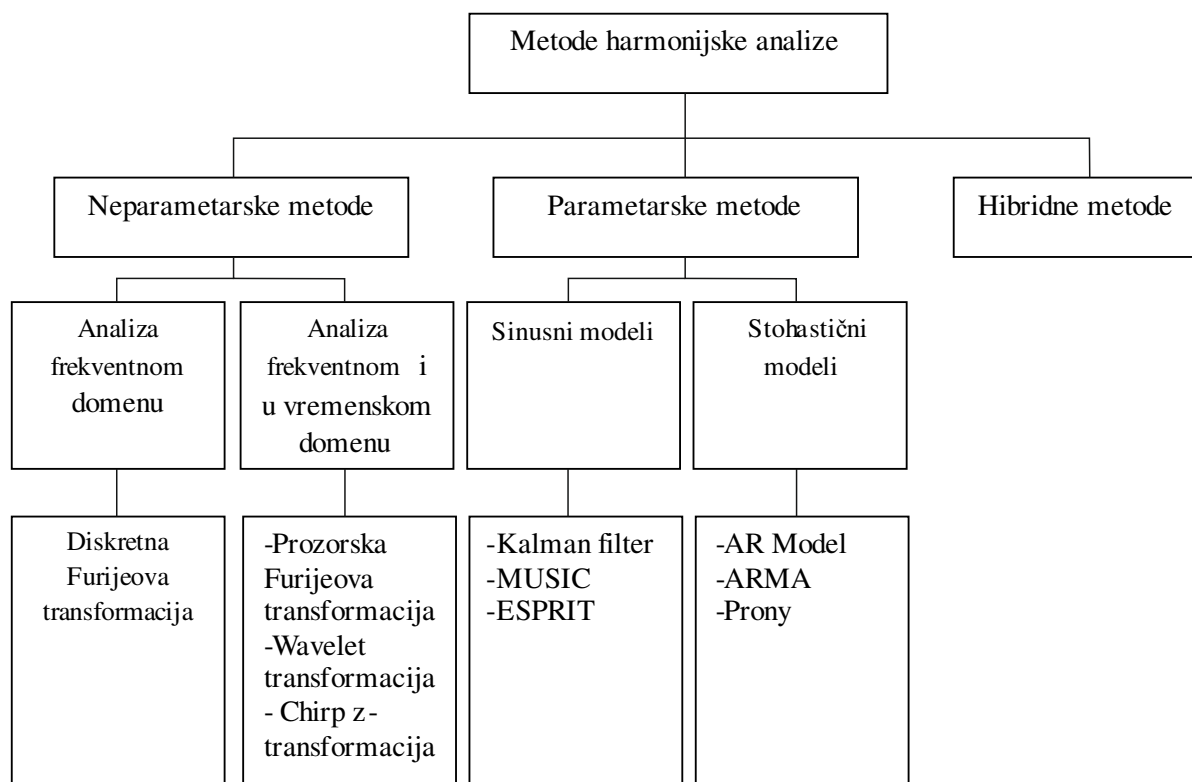 Metode harmonijske analize
Neparametarske metode
Parametarske metode
Hibridne metode
Analiza
frekventnom
domenu
Analiza
frekventnom i
u vremenskom
domenu
Sinusni modeli
Stohastični
modeli
Diskretna
Furijeova
transformacija
-Prozorska
Furijeova
transformacija
-Wavelet
transformacija
- Chirp z-
transformacija
-Kalman filter
-MUSIC
-ESPRIT
-AR Model
-ARMA
-Prony